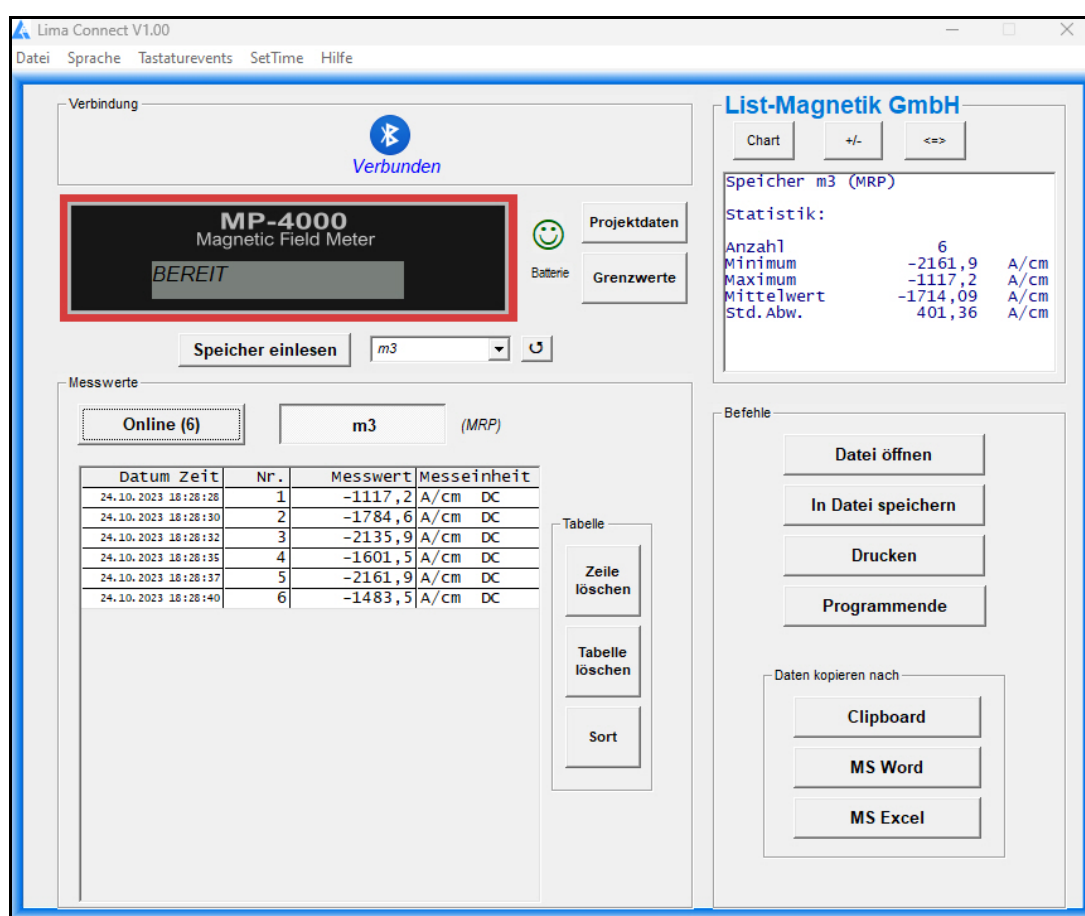 Lima Connect V1.00
Datei Sprache Tastaturevents SetTime Hilfe
Verbindung
Verbunden
MP-4000
Magnetic Field Meter
BEREIT
Batterie
Projektdaten
Grenzwerte
Speicher einlesen m3
List-Magnetik GmbH
Chart +/- <=>
Speicher m3 (MRP)
Statistik:
Anzahl 6
Minimum -2161,9 A/cm
Maximum -1117,2 A/cm
Mittelwert -1714,09 A/cm
Std.Abw. 401,36 A/cm
Messwerte
Online (6) m3 (MRP)
Datum Zeit Nr. Messwert Messeinheit
24.10.2023 18:28:28 1 -1117,2 A/cm DC
24.10.2023 18:28:30 2 -1784,6 A/cm DC
24.10.2023 18:28:32 3 -2135,9 A/cm DC
24.10.2023 18:28:35 4 -1601,5 A/cm DC
24.10.2023 18:28:37 5 -2161,9 A/cm DC
24.10.2023 18:28:40 6 -1483,5 A/cm DC
Tabelle
Zeile
löschen
Tabelle
löschen
Sort
Befehle
Datei öffnen
In Datei speichern
Drucken
Programmende
Daten kopieren nach
Clipboard
MS Word
MS Excel